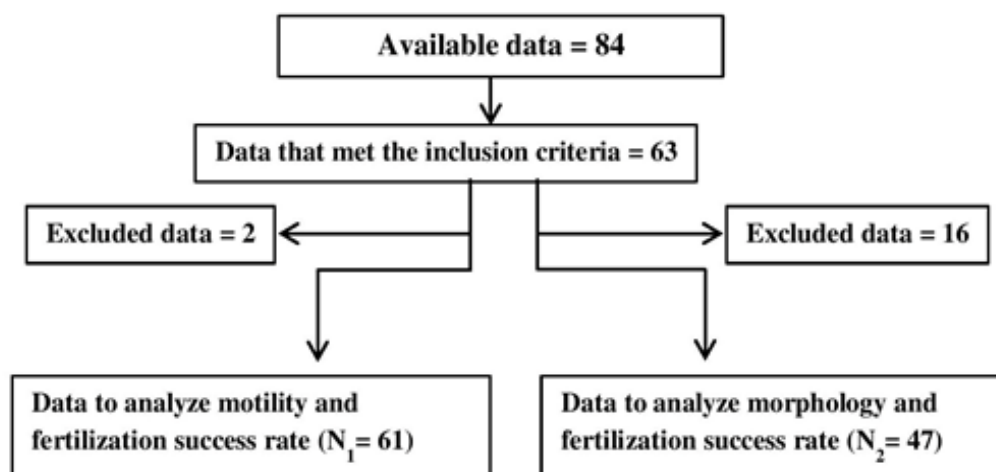 Available data = 84
Data that met the inclusion criteria = 63
Excluded data = 2
Excluded data = 16
Data to analyze motility and
fertilization success rate (N₁= 61)
Data to analyze morphology and
fertilization success rate (N₂= 47)